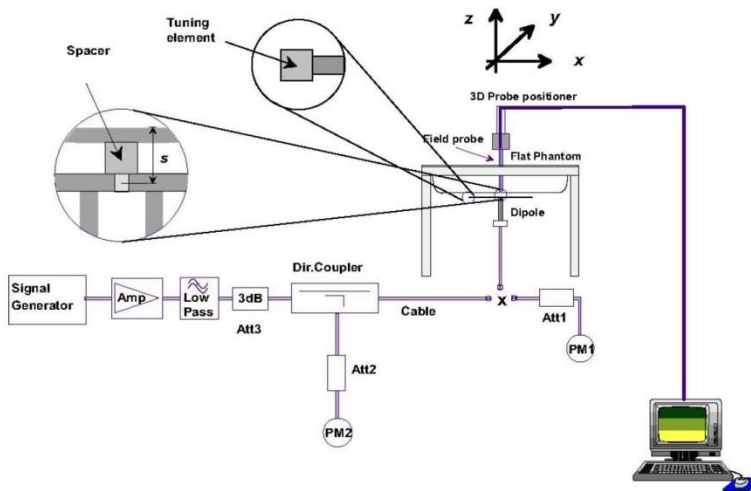 z
y
x
Tuning
element
Spacer
s
3D Probe positioner
Field probe
Flat Phantom
Dipole
Dir.Coupler
Signal
Generator
Amp
Low
Pass
3dB
Att3
Cable
x
Att1
PM1
Att2
PM2